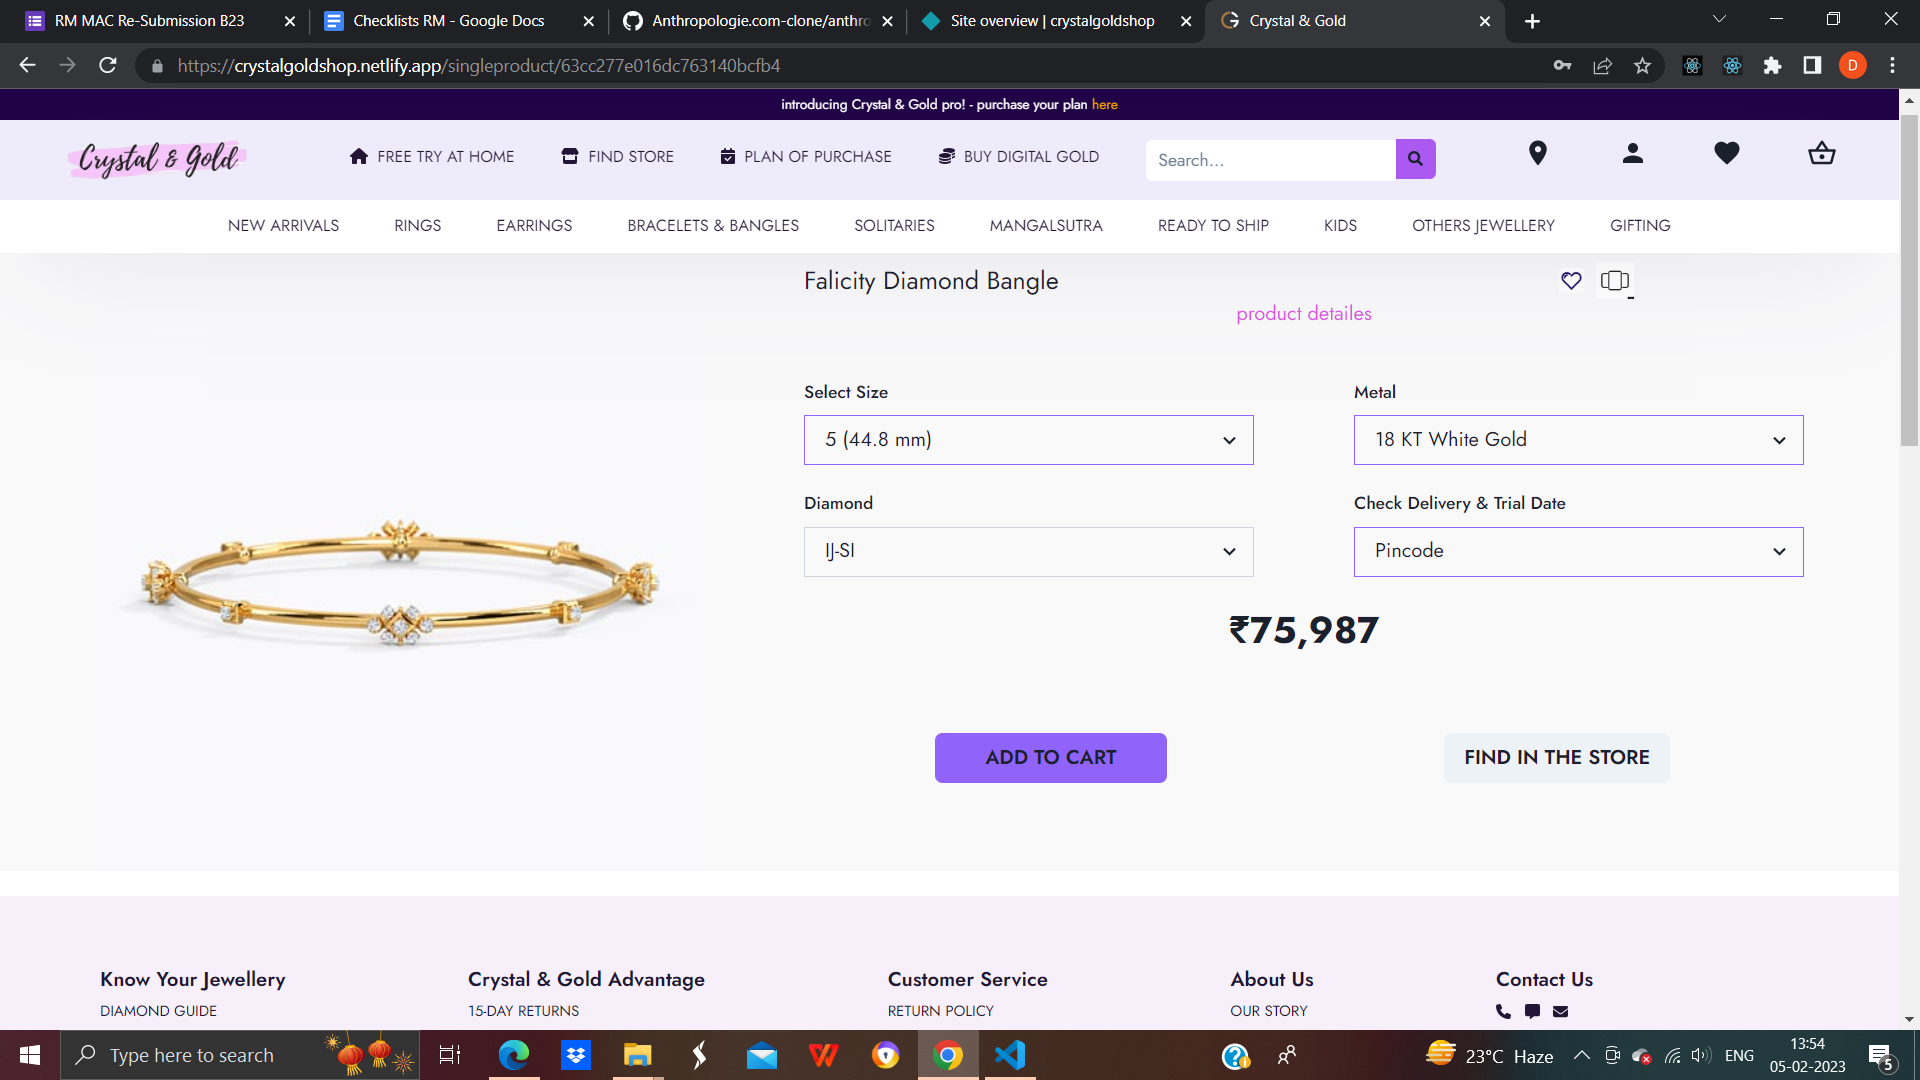 RM MAC Re-Submission B23
Checklists RM - Google Docs
Anthropologie.com-clone/anthro
Site overview | crystalgoldshop
Crystal & Gold
https://crystalgoldshop.netlify.app/singleproduct/63cc277e016dc763140bcfb4
D
introducing Crystal & Gold pro! - purchase your plan here
Crystal & Gold
FREE TRY AT HOME
FIND STORE
PLAN OF PURCHASE
BUY DIGITAL GOLD
Search...
NEW ARRIVALS
RINGS
EARRINGS
BRACELETS & BANGLES
SOLITARIES
MANGALSUTRA
READY TO SHIP
KIDS
OTHERS JEWELLERY
GIFTING
Falicity Diamond Bangle
product detailes
Select Size
Metal
5 (44.8 mm)
18 KT White Gold
Diamond
Check Delivery & Trial Date
IJ-SI
Pincode
₹75,987
ADD TO CART
FIND IN THE STORE
Know Your Jewellery
Crystal & Gold Advantage
Customer Service
About Us
Contact Us
DIAMOND GUIDE
15-DAY RETURNS
RETURN POLICY
OUR STORY
Type here to search
23°C Haze
ENG
13:54
05-02-2023
5